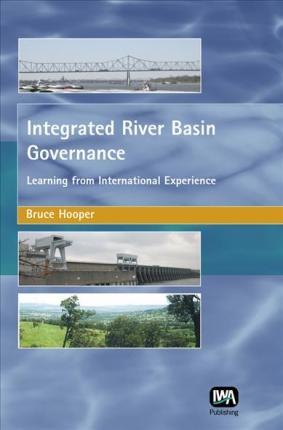 Integrated River Basin
Governance
Learning from International Experience
Bruce Hooper
IWA
Publishing